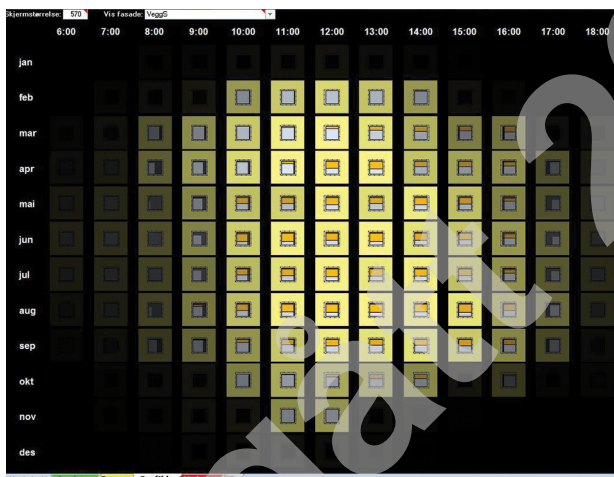 Skjermstørrelse: 570 Vis fasade: VeggS
6:00 7:00 8:00 9:00 10:00 11:00 12:00 13:00 14:00 15:00 16:00 17:00 18:00
jan
feb
mar
apr
mai
jun
jul
aug
sep
okt
nov
des